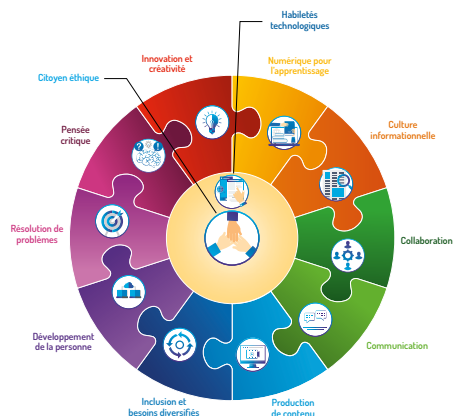 Habiletés
technologiques
Innovation et
créativité
Numérique pour
l'apprentissage
Citoyen éthique
Pensée
critique
Culture
informationnelle
Résolution de
problèmes
Collaboration
Développement
de la personne
Communication
Inclusion et
besoins diversifiés
Production
de contenu